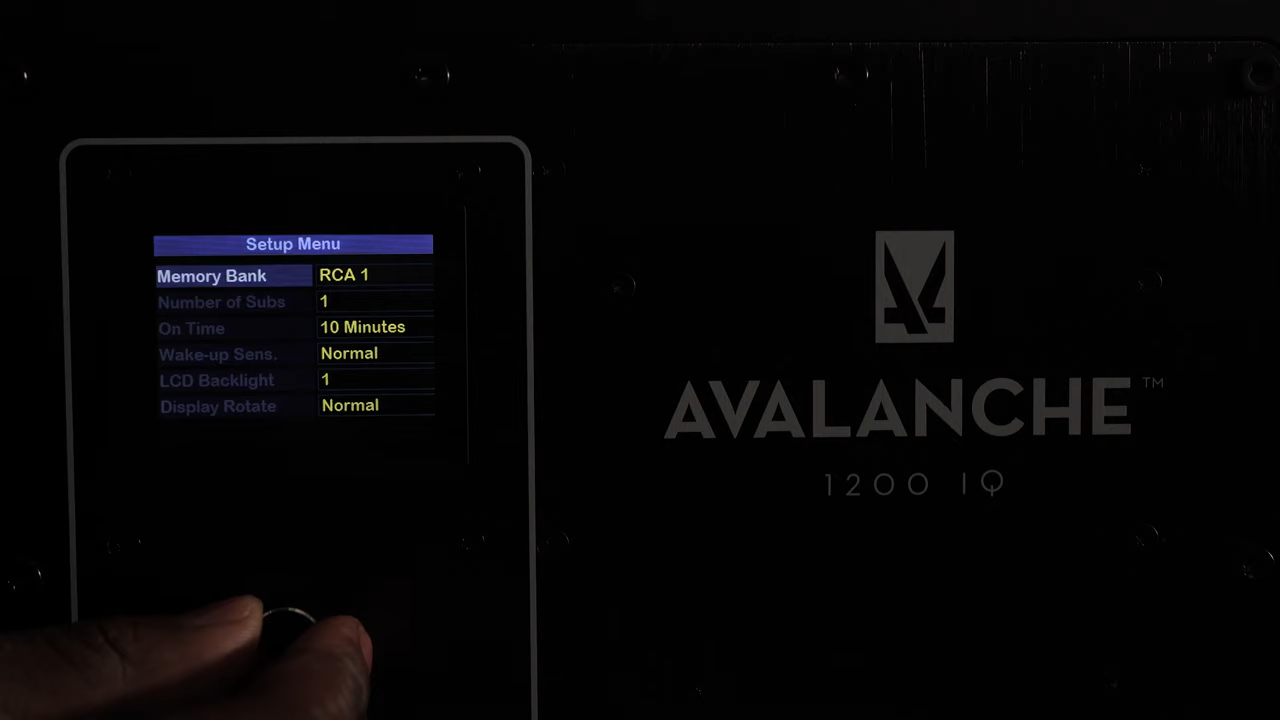 Setup Menu
Memory Bank RCA 1
Number of Subs 1
On Time 10 Minutes
Wake-up Sens. Normal
LCD Backlight 1
Display Rotate Normal
AVALANCHE™
1200 IQ